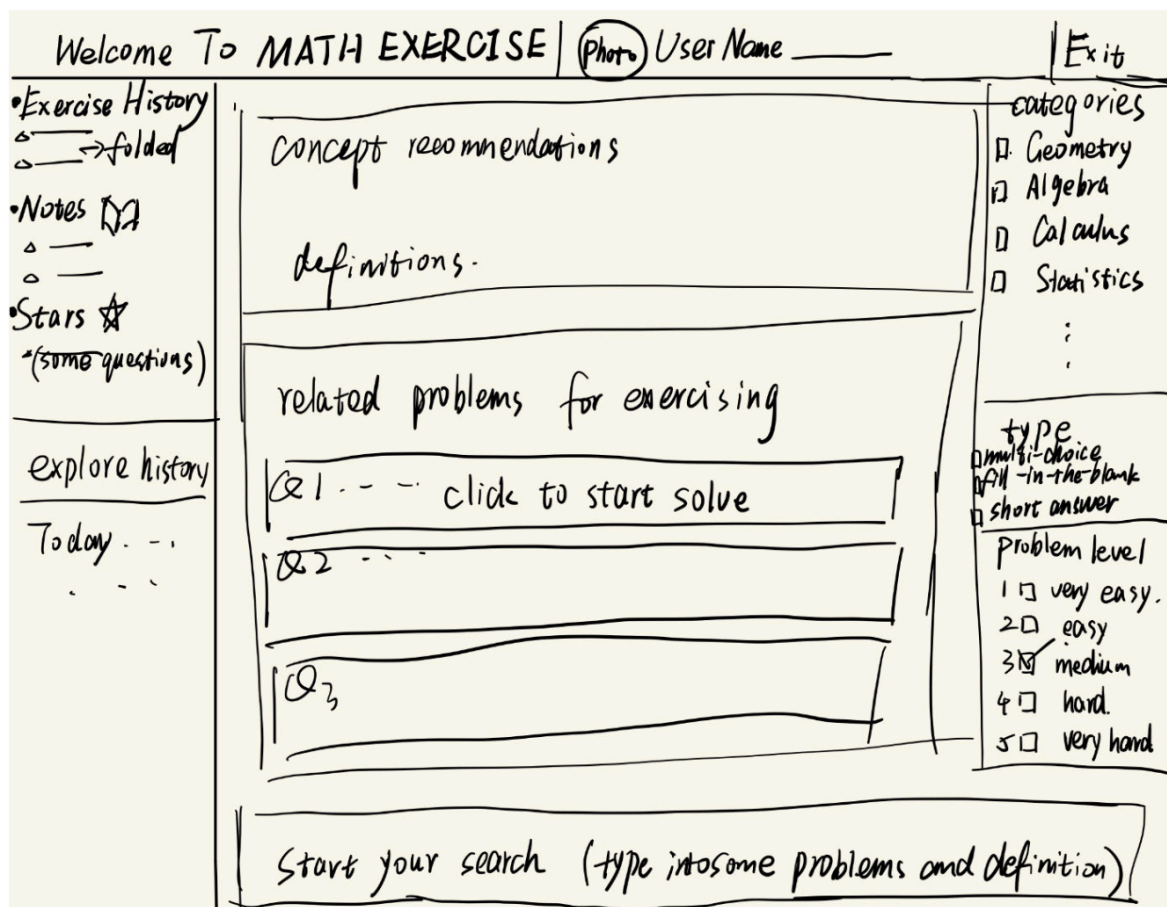 Welcome To MATH EXERCISE
Photo
User Name
Exit
Exercise History
→folded
Notes
Stars
(some questions)
explore history
Today
concept recommendations
definitions.
related problems for exercising
Q1 click to start solve
Q2
Q3
Start your search (type into some problems and definition)
categories
Geometry
Algebra
Calculus
Statistics
type
multi-choice
fill-in-the-blank
short answer
problem level
1 very easy.
2 easy
3 medium
4 hard.
5 very hard